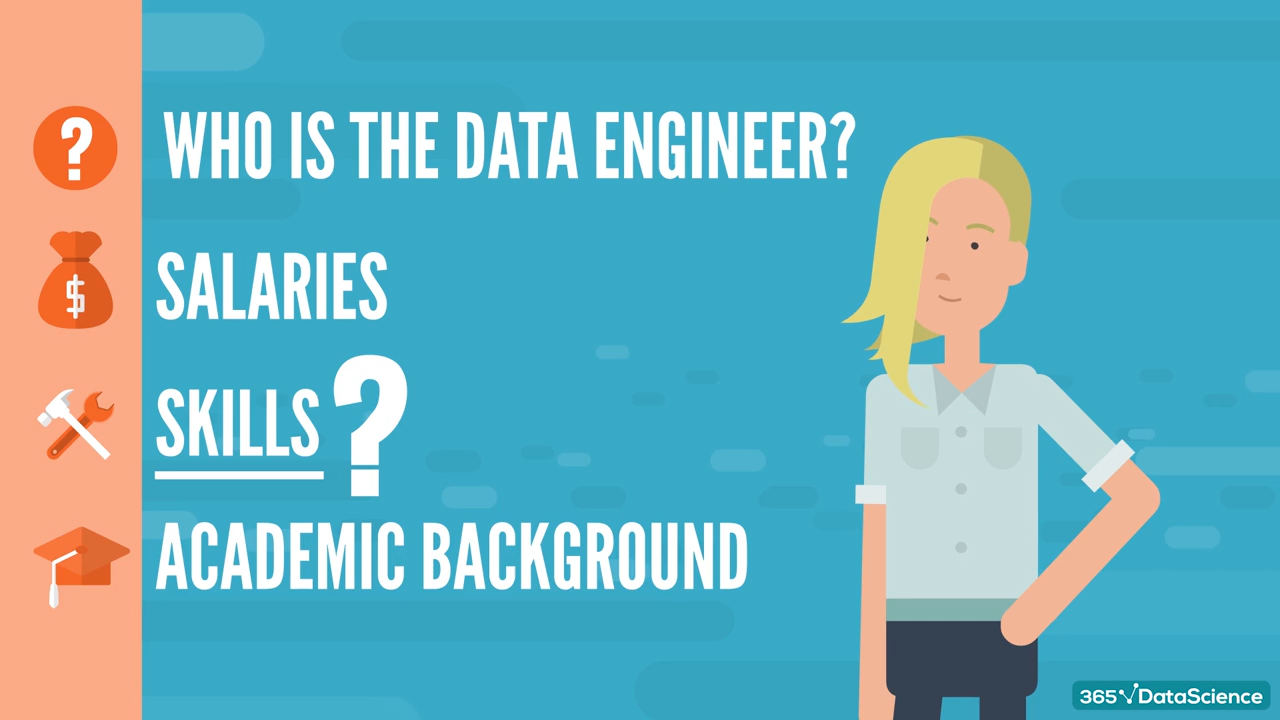 ?
WHO IS THE DATA ENGINEER?
$
SALARIES
SKILLS?
ACADEMIC BACKGROUND
365 DataScience